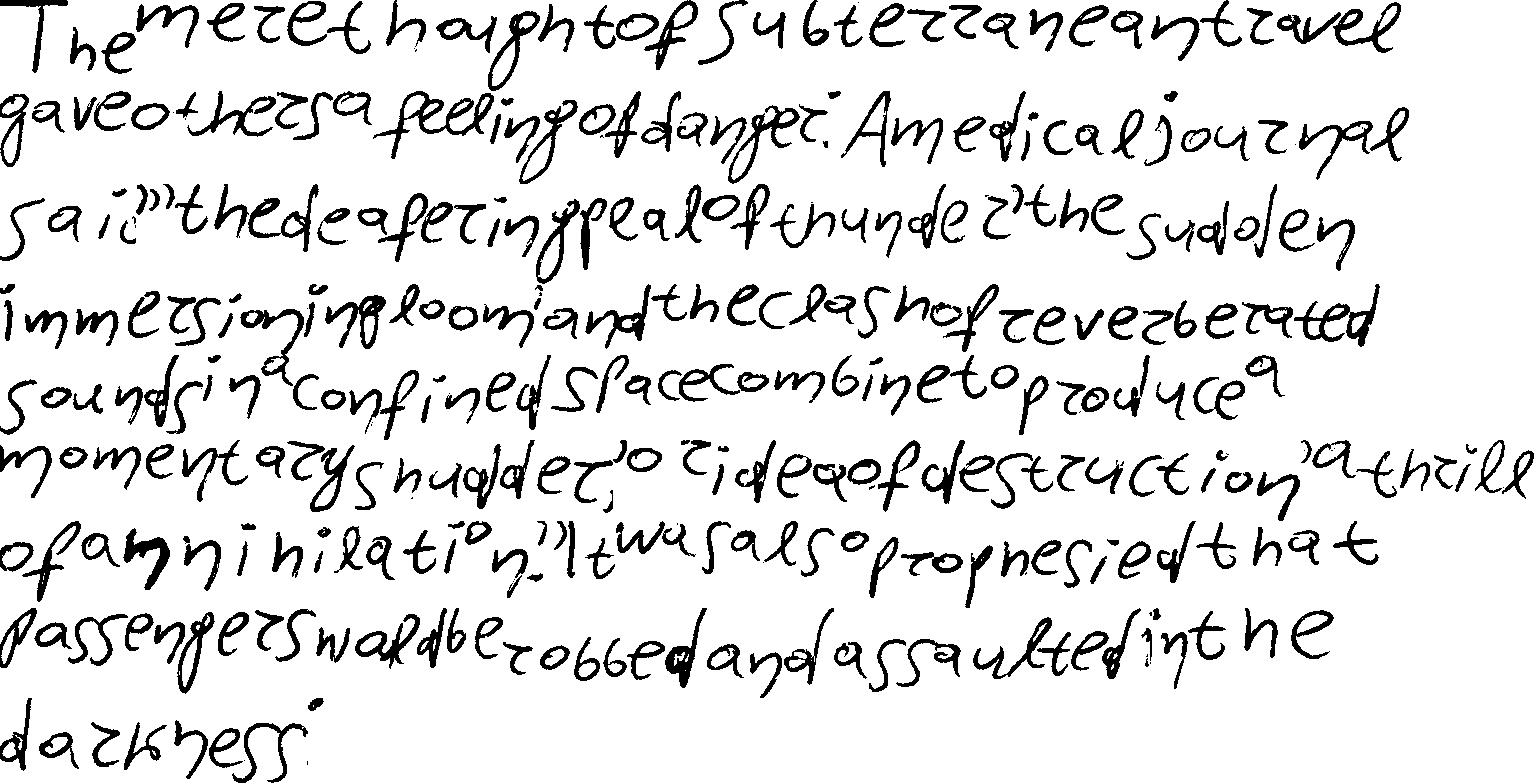 The mere thought of subterranean travel
gave others a feeling of danger. A medical journal
said, "the deafering peal of thunder, the sudden
immersion in gloom, and the clash of reverberated
sounds in a confined space combine to produce a
momentary shudder, or idea of destruction, a thrill
of annihilation." It was also prophesied that
passengers would be robbed and assaulted in the
darkness.